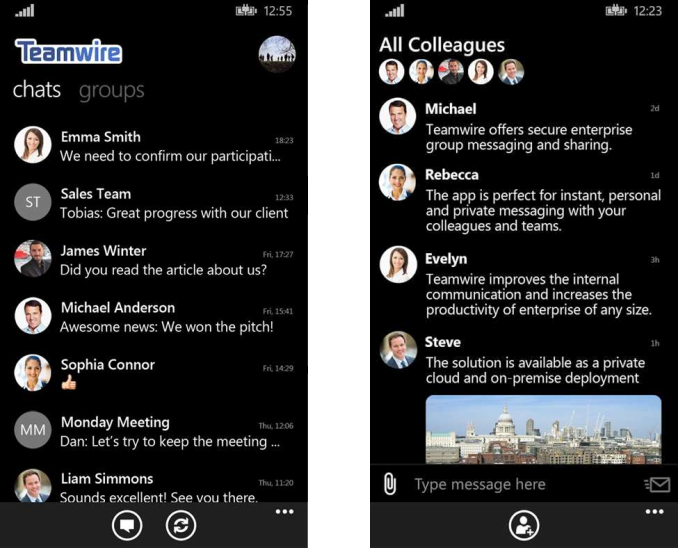 12:55
Teamwire
chats groups
Emma Smith 18:23
We need to confirm our participati...
ST Sales Team 12:33
Tobias: Great progress with our client
James Winter Fri, 17:27
Did you read the article about us?
Michael Anderson Fri, 15:41
Awesome news: We won the pitch!
Sophia Connor Fri, 14:29
MM Monday Meeting Thu, 12:06
Dan: Let's try to keep the meeting ...
Liam Simmons Thu, 11:20
Sounds excellent! See you there.
12:23
All Colleagues
Michael 2d
Teamwire offers secure enterprise
group messaging and sharing.
Rebecca 1d
The app is perfect for instant, personal
and private messaging with your
colleagues and teams.
Evelyn 3h
Teamwire improves the internal
communication and increases the
productivity of enterprise of any size.
Steve 1h
The solution is available as a private
cloud and on-premise deployment
Type message here